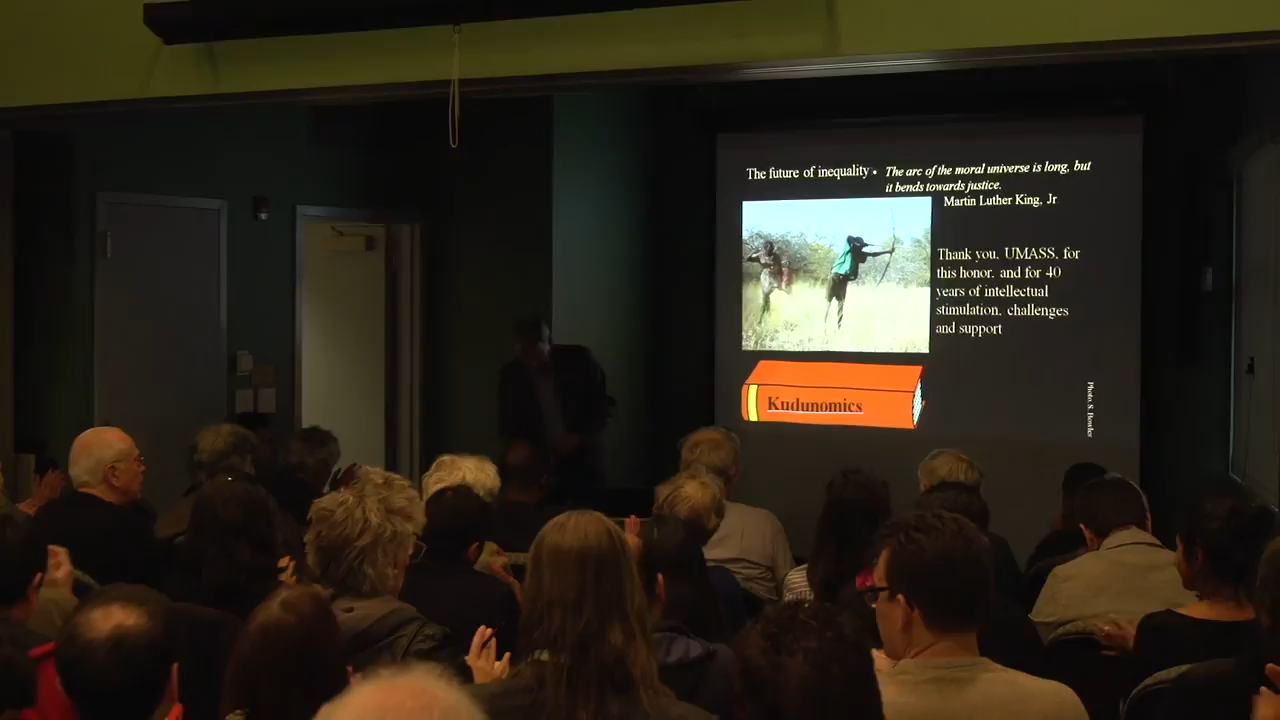 The future of inequality • The arc of the moral universe is long, but
it bends towards justice.
Martin Luther King, Jr
Thank you, UMASS, for
this honor, and for 40
years of intellectual
stimulation, challenges
and support
Kudunomics
Photo, S. Bowles